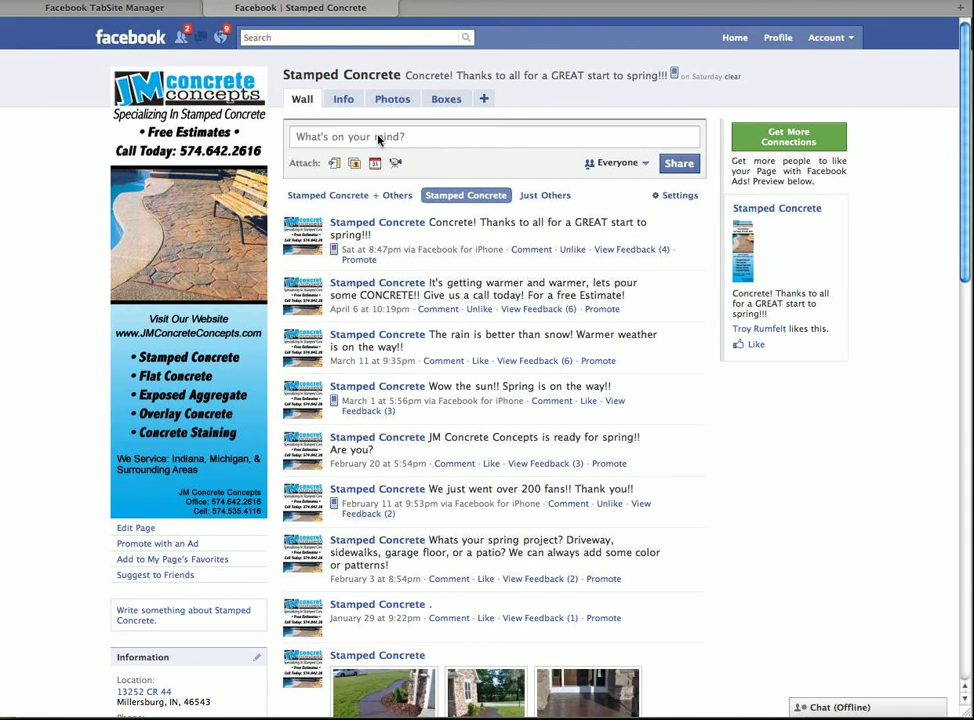 Facebook TabSite Manager
Facebook | Stamped Concrete
facebook
2
9
Search
Home Profile Account
JM concrete concepts
Specializing In Stamped Concrete
• Free Estimates •
Call Today: 574.642.2616
Visit Our Website
www.JMConcreteConcepts.com
• Stamped Concrete
• Flat Concrete
• Exposed Aggregate
• Overlay Concrete
• Concrete Staining
We Service: Indiana, Michigan, &
Surrounding Areas
JM Concrete Concepts
Office: 574.642.2616
Cell: 574.535.4116
Edit Page
Promote with an Ad
Add to My Page's Favorites
Suggest to Friends
Write something about Stamped
Concrete.
Information
Location:
13252 CR 44
Millersburg, IN, 46543
Stamped Concrete Concrete! Thanks to all for a GREAT start to spring!!! on Saturday clear
Wall Info Photos Boxes +
What's on your mind?
Attach: 31 Everyone Share
Stamped Concrete + Others Stamped Concrete Just Others Settings
Stamped Concrete Concrete! Thanks to all for a GREAT start to
spring!!!
Sat at 8:47pm via Facebook for iPhone · Comment · Unlike · View Feedback (4) ·
Promote
Stamped Concrete It's getting warmer and warmer, lets pour
some CONCRETE!! Give us a call today! For a free Estimate!
April 6 at 10:19pm · Comment · Unlike · View Feedback (6) · Promote
Stamped Concrete The rain is better than snow! Warmer weather
is on the way!!
March 11 at 9:35pm · Comment · Like · View Feedback (6) · Promote
Stamped Concrete Wow the sun!! Spring is on the way!!
March 1 at 5:56pm via Facebook for iPhone · Comment · Like · View
Feedback (3)
Stamped Concrete JM Concrete Concepts is ready for spring!!
Are you?
February 20 at 5:54pm · Comment · Like · View Feedback (3) · Promote
Stamped Concrete We just went over 200 fans!! Thank you!!
February 11 at 9:53pm via Facebook for iPhone · Comment · Unlike · View
Feedback (2)
Stamped Concrete Whats your spring project? Driveway,
sidewalks, garage floor, or a patio? We can always add some color
or patterns!
February 3 at 8:54pm · Comment · Like · View Feedback (2) · Promote
Stamped Concrete .
January 29 at 9:22pm · Comment · Like · View Feedback (1) · Promote
Stamped Concrete
Get More
Connections
Get more people to like
your Page with Facebook
Ads! Preview below.
Stamped Concrete
Concrete! Thanks to all
for a GREAT start to
spring!!!
Troy Rumfelt likes this.
Like
Chat (Offline)